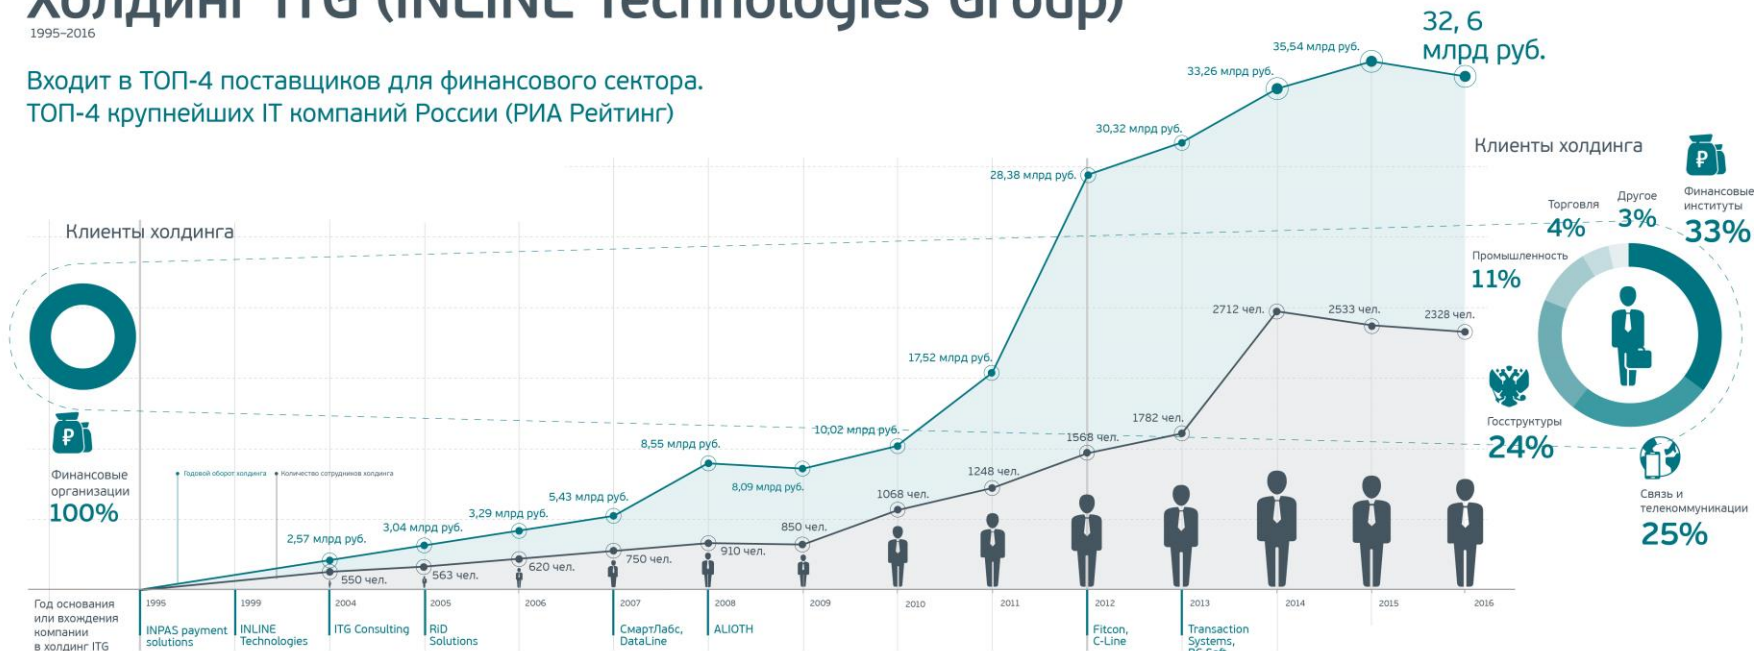 Холдинг ITG (INLINE Technologies Group)
1995–2016
Входит в ТОП-4 поставщиков для финансового сектора.
ТОП-4 крупнейших IT компаний России (РИА Рейтинг)
Клиенты холдинга
₽
Финансовые
организации
100%
Годовой оборот холдинга
Количество сотрудников холдинга
2,57 млрд руб.
3,04 млрд руб.
3,29 млрд руб.
5,43 млрд руб.
8,55 млрд руб.
8,09 млрд руб.
10,02 млрд руб.
17,52 млрд руб.
28,38 млрд руб.
30,32 млрд руб.
33,26 млрд руб.
35,54 млрд руб.
32, 6
млрд руб.
550 чел.
563 чел.
620 чел.
750 чел.
910 чел.
850 чел.
1068 чел.
1248 чел.
1568 чел.
1782 чел.
2712 чел.
2533 чел.
2328 чел.
Клиенты холдинга
₽
Финансовые
институты
33%
Другое
3%
Торговля
4%
Промышленность
11%
Госструктуры
24%
Связь и
телекоммуникации
25%
Год основания
или вхождения
компании
в холдинг ITG
1995
INPAS payment
solutions
1999
INLINE
Technologies
2004
ITG Consulting
2005
RiD
Solutions
2006
2007
СмартЛабс,
DataLine
2008
ALIOTH
2009
2010
2011
2012
Fitcon,
C-Line
2013
Transaction
Systems,
2014
2015
2016